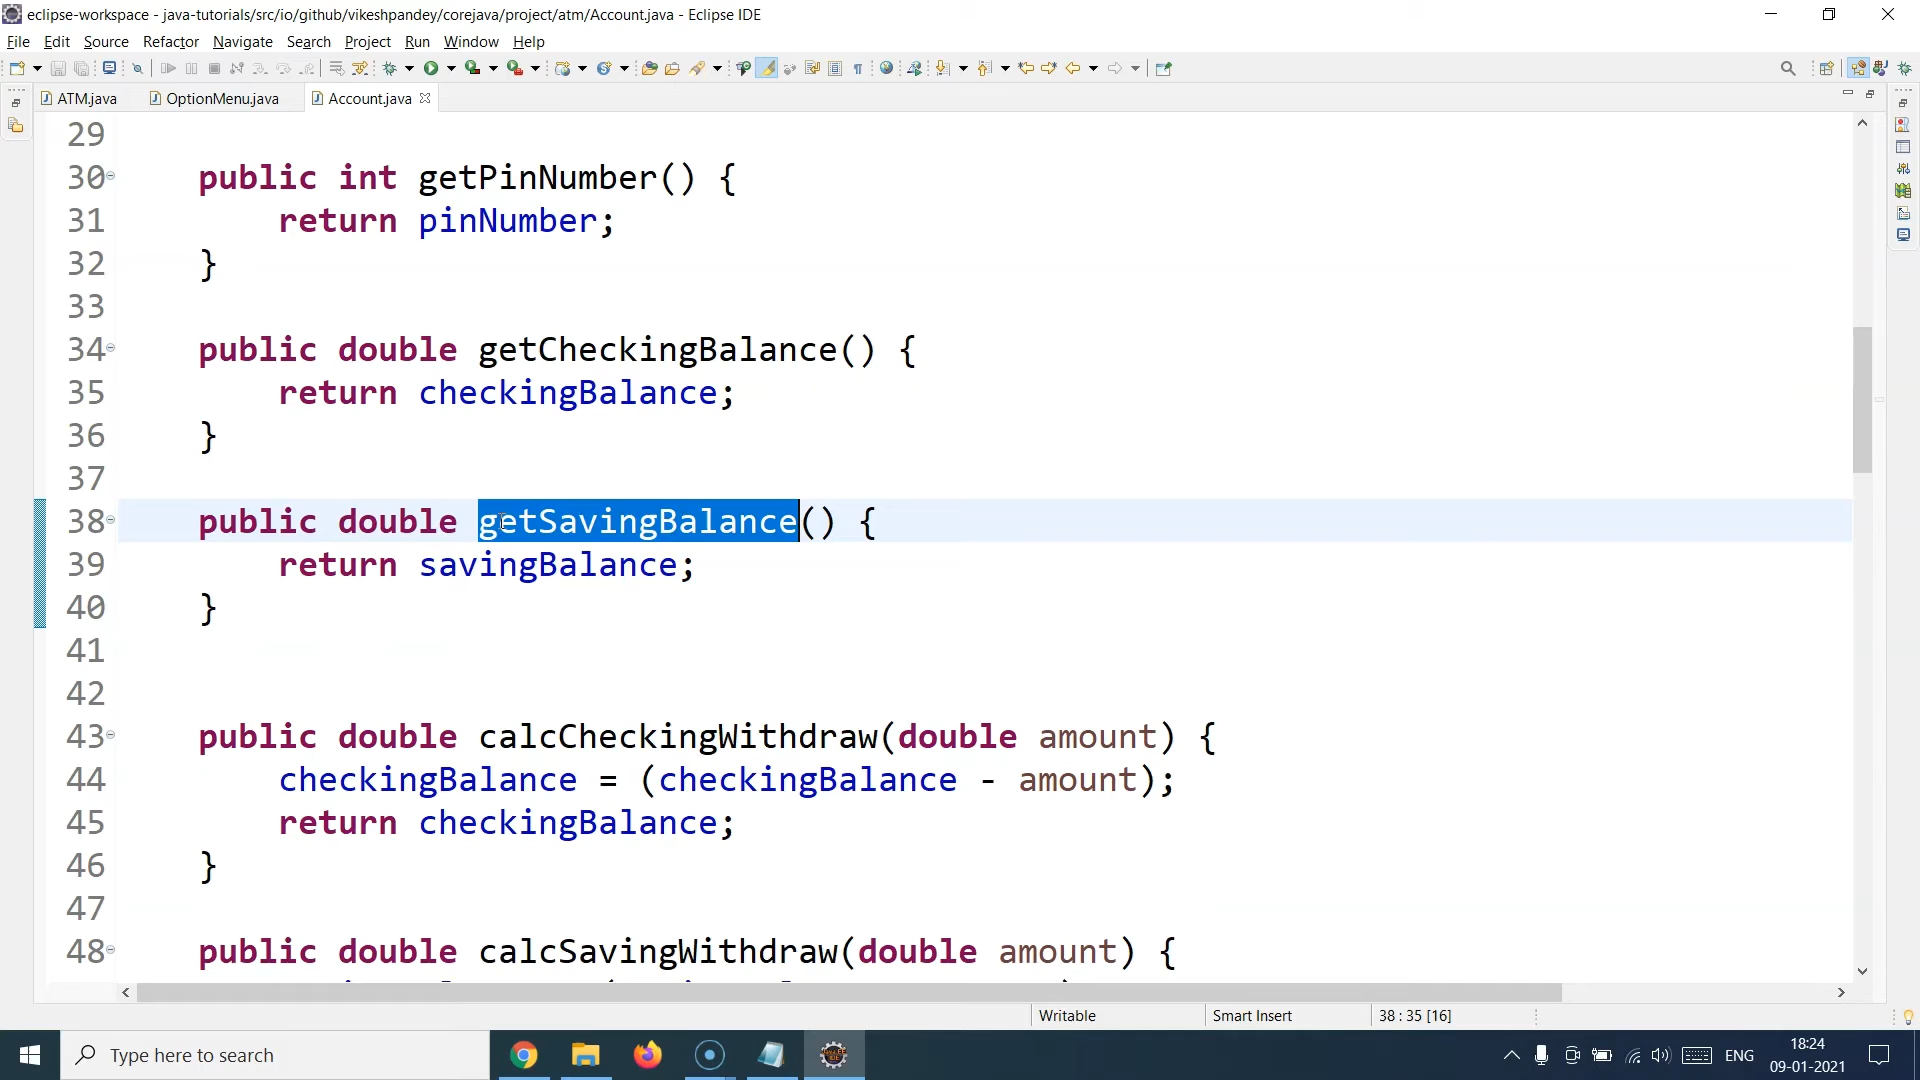 eclipse-workspace - java-tutorials/src/io/github/vikeshpandey/corejava/project/atm/Account.java - Eclipse IDE
File Edit Source Refactor Navigate Search Project Run Window Help
ATM.java OptionMenu.java Account.java
29
30 public int getPinNumber() {
31 return pinNumber;
32 }
33
34 public double getCheckingBalance() {
35 return checkingBalance;
36 }
37
38 public double getSavingBalance() {
39 return savingBalance;
40 }
41
42
43 public double calcCheckingWithdraw(double amount) {
44 checkingBalance = (checkingBalance - amount);
45 return checkingBalance;
46 }
47
48 public double calcSavingWithdraw(double amount) {
Writable Smart Insert 38 : 35 [16]
Type here to search
ENG
18:24
09-01-2021